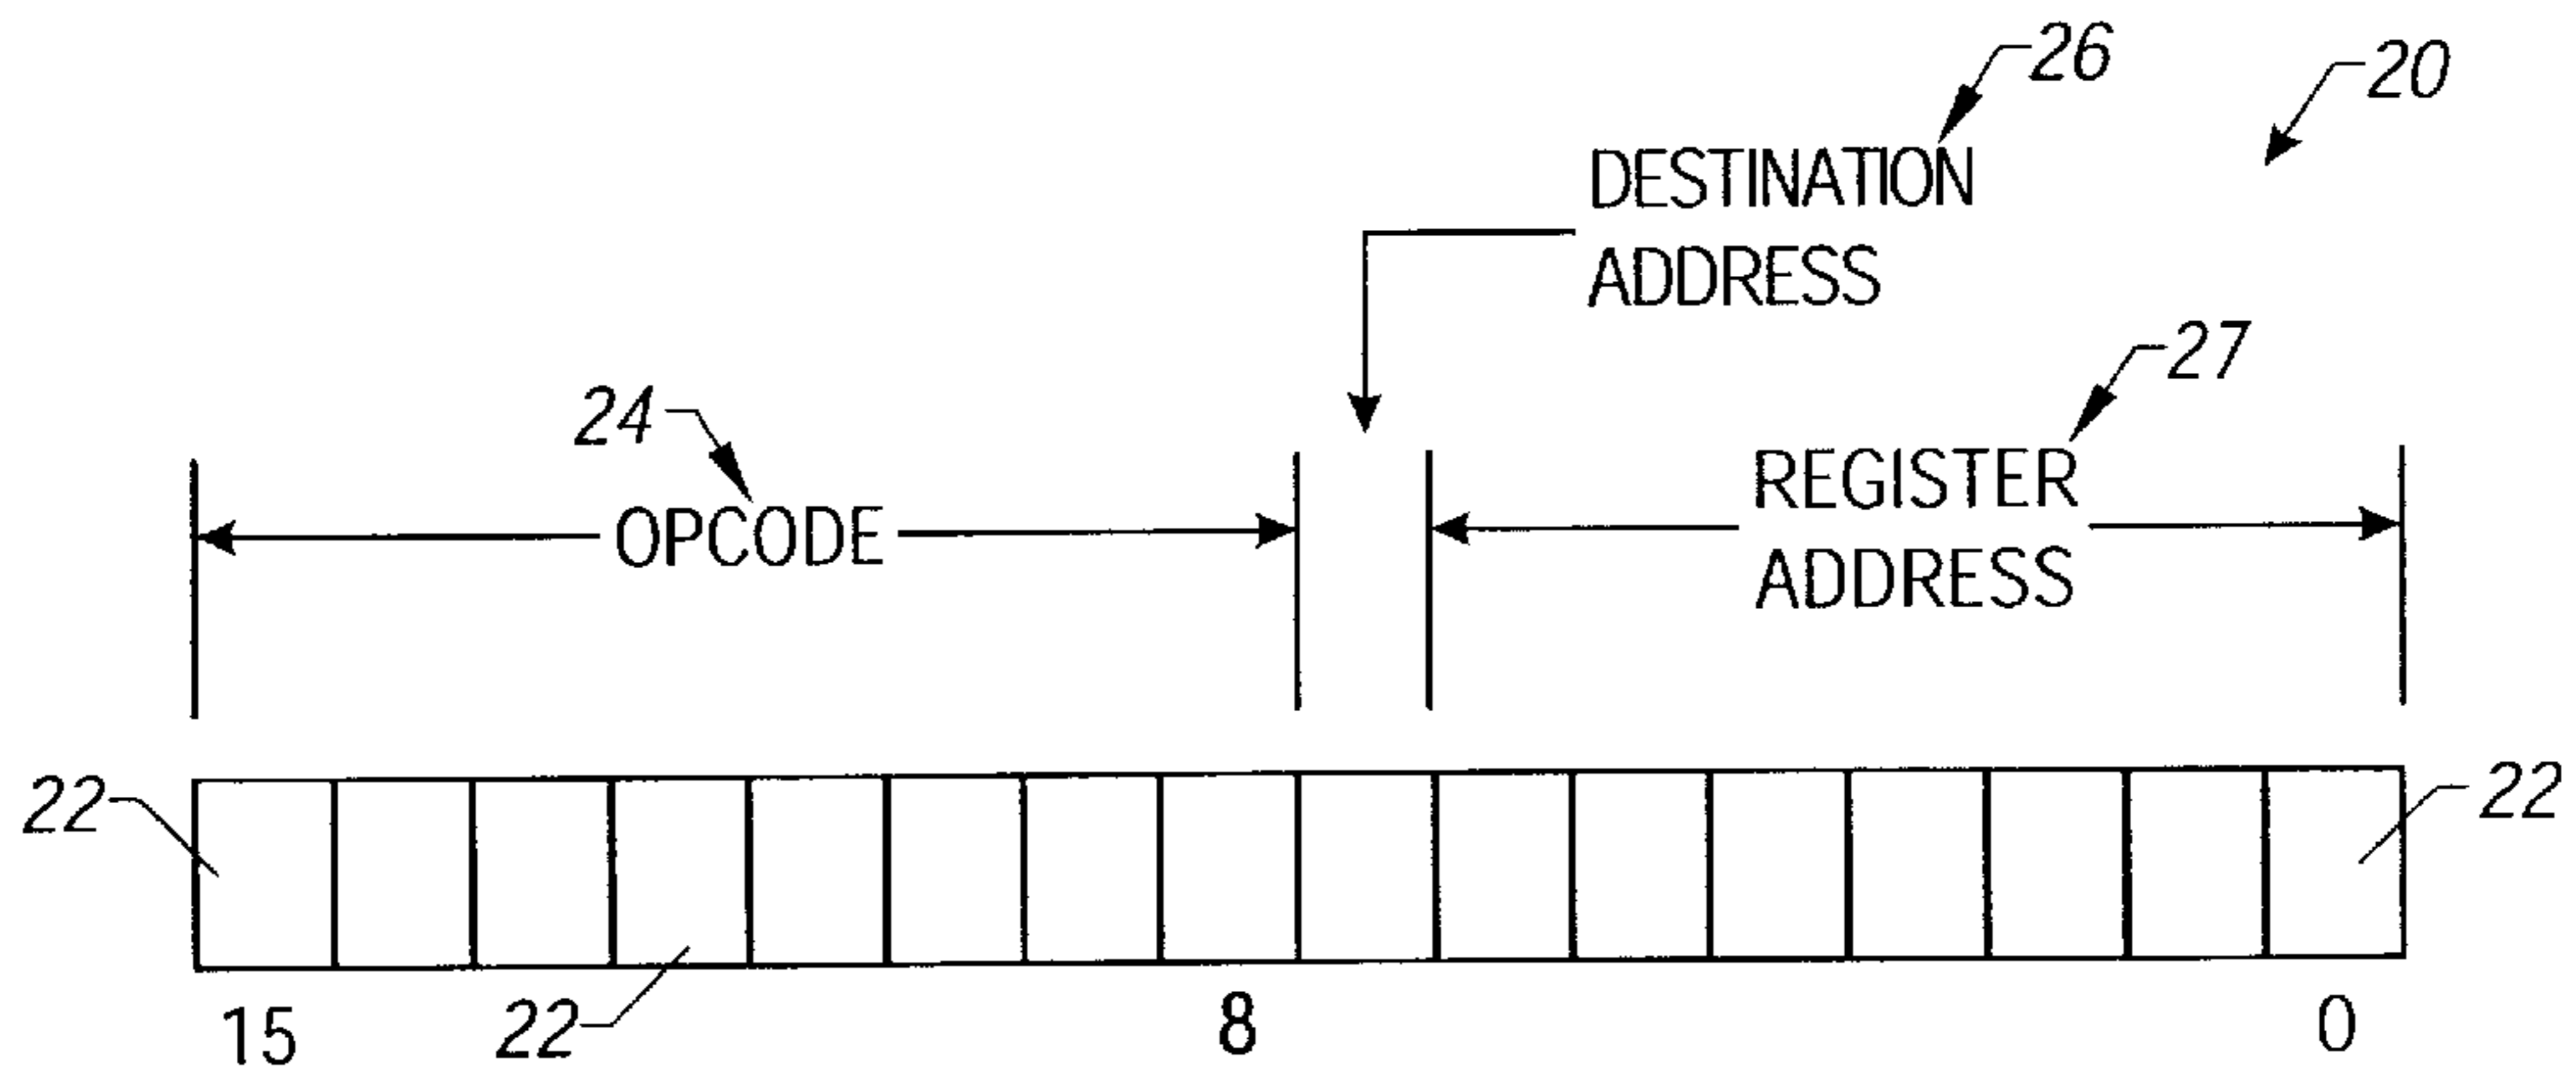 26
20
DESTINATION
ADDRESS
27
24
REGISTER
OPCODE
ADDRESS
22
22
22
15
8
0